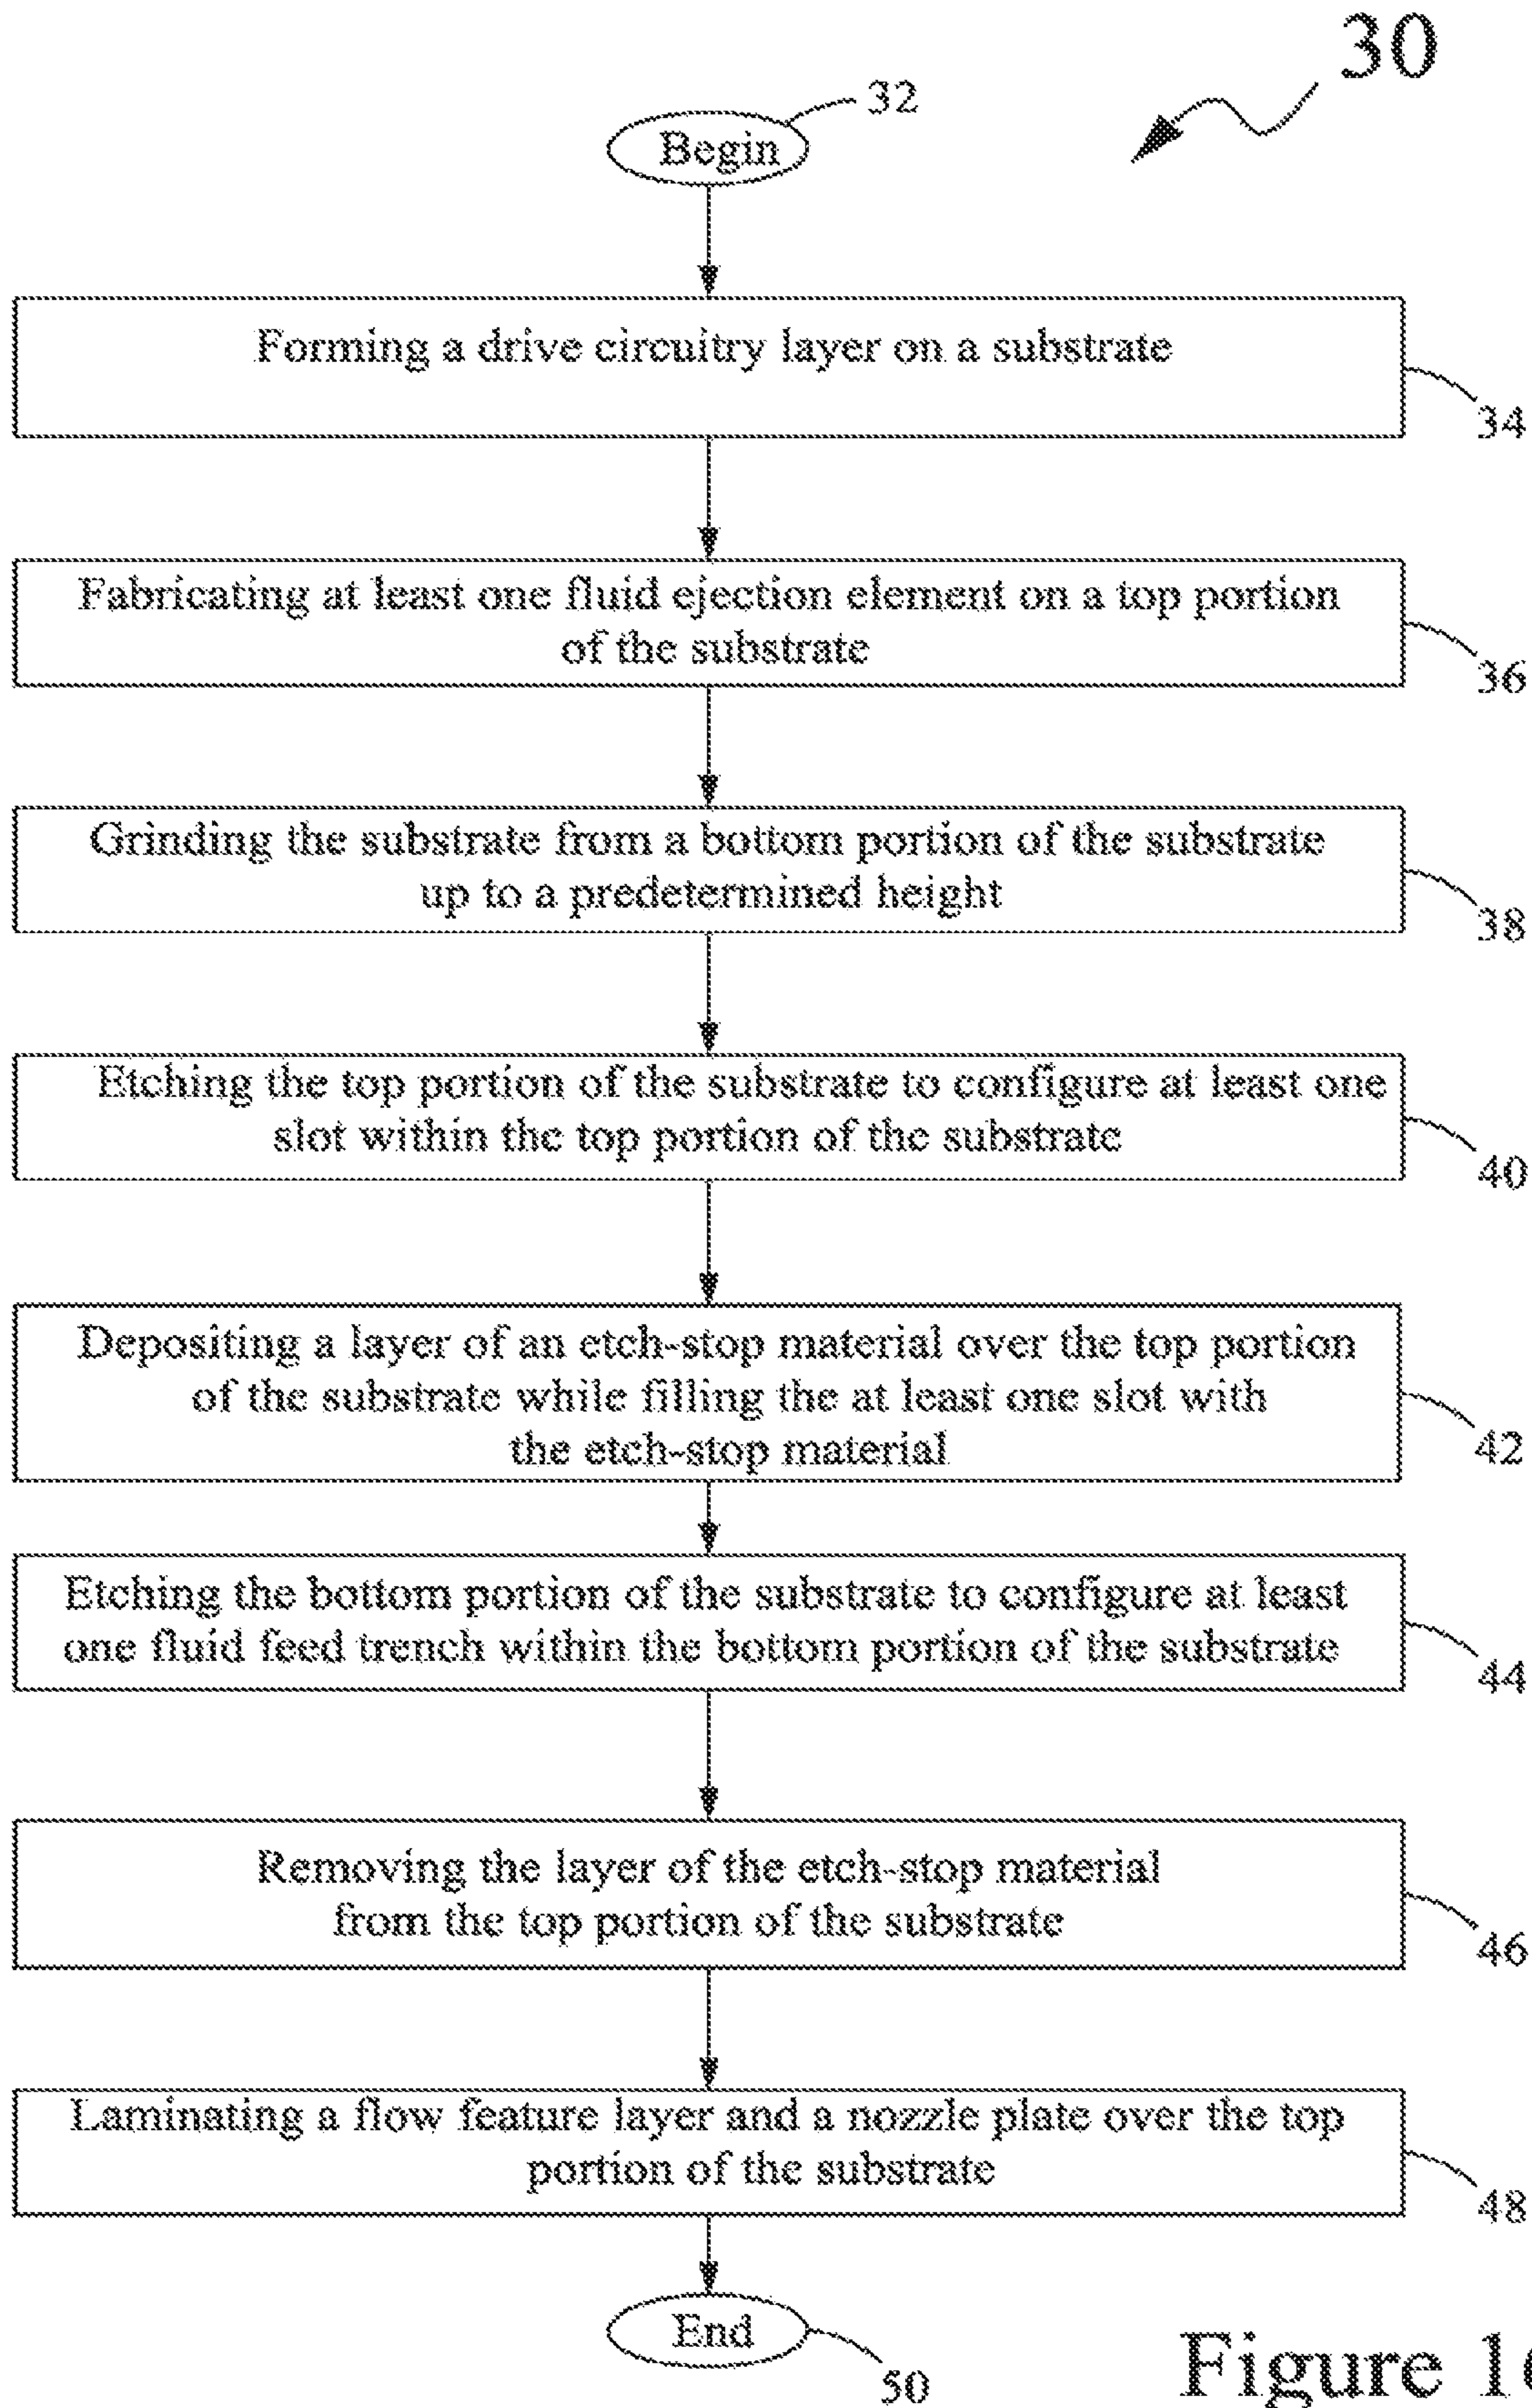 30
32
Begin
Forming a drive circuitry layer on a substrate
34
Fabricating at least one fluid ejection element on a top portion
of the substrate
36
Grinding the substrate from a bottom portion of the substrate
up to a predetermined height
38
Etching the top portion of the substrate to configure at least one
slot within the top portion of the substrate
40
Depositing a layer of an etch-stop material over the top portion
of the substrate while filling the at least one slot with
the etch-stop material
42
Etching the bottom portion of the substrate to configure at least
one fluid feed trench within the bottom portion of the substrate
44
Removing the layer of the etch-stop material
from the top portion of the substrate
46
Laminating a flow feature layer and a nozzle plate over the top
portion of the substrate
48
End
50
Figure